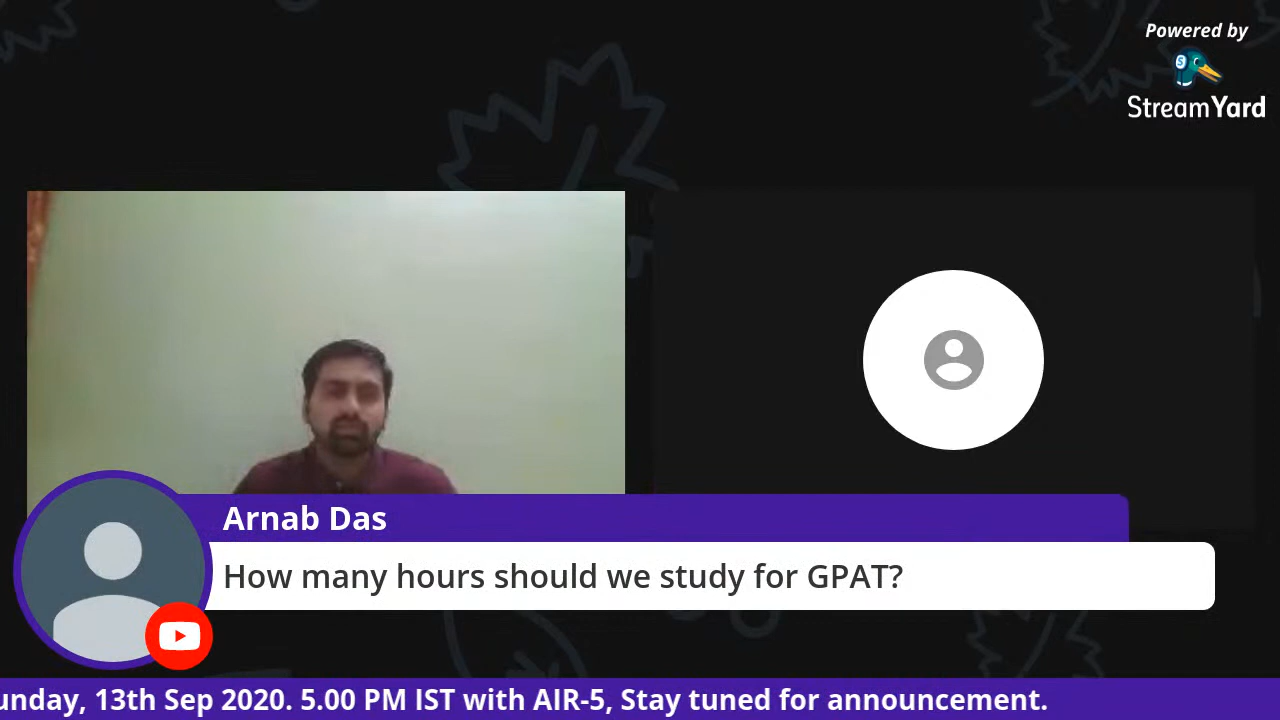 Powered by
StreamYard
Arnab Das
How many hours should we study for GPAT?
unday, 13th Sep 2020. 5.00 PM IST with AIR-5, Stay tuned for announcement.